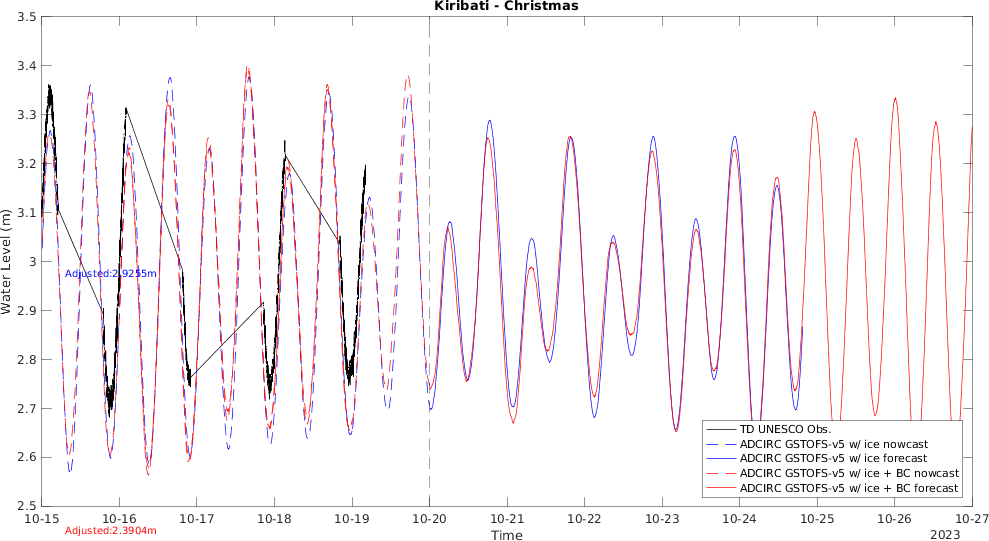 Kiribati - Christmas
3.5
3.4
3.3
3.2
3.1
3
2.9
2.8
2.7
2.6
2.5
Water Level (m)
Adjusted:2.9255m
TD UNESCO Obs.
ADCIRC GSTOFS-v5 w/ ice nowcast
ADCIRC GSTOFS-v5 w/ ice forecast
ADCIRC GSTOFS-v5 w/ ice + BC nowcast
ADCIRC GSTOFS-v5 w/ ice + BC forecast
10-15 10-16 10-17 10-18 10-19 10-20 10-21 10-22 10-23 10-24 10-25 10-26 10-27
Adjusted:2.3904m
Time
2023